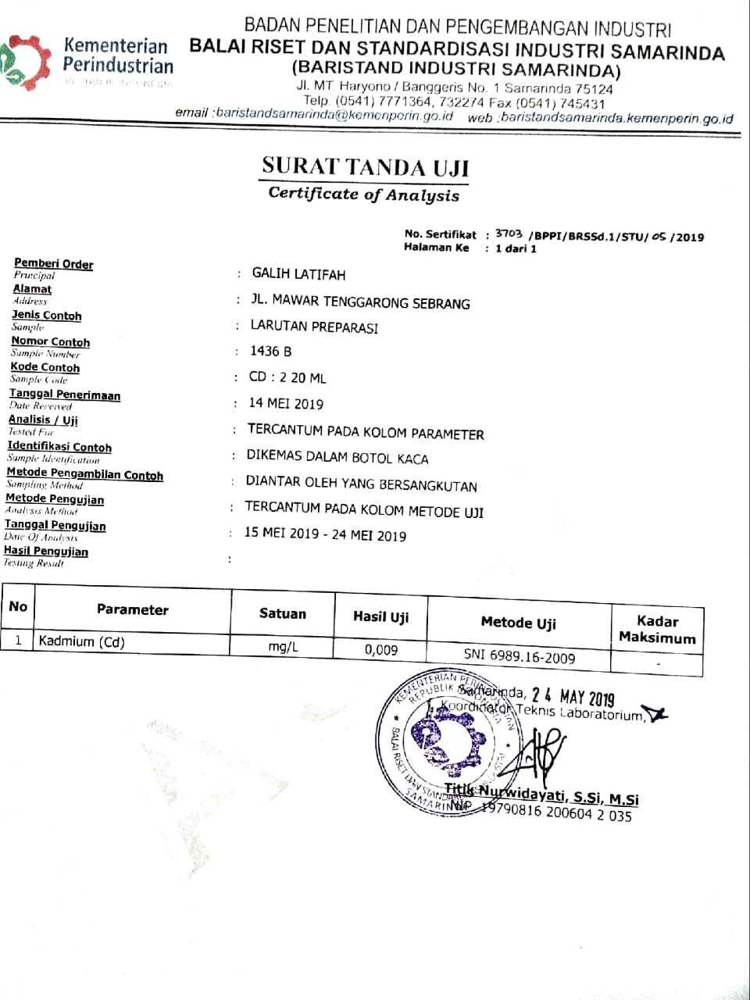 BADAN PENELITIAN DAN PENGEMBANGAN INDUSTRI
BALAI RISET DAN STANDARDISASI INDUSTRI SAMARINDA
(BARISTAND INDUSTRI SAMARINDA)
Jl. MT. Haryono / Banggeris No. 1 Samarinda 75124
Telp. (0541) 7771364, 732274 Fax (0541) 745431
email :baristandsamarinda@kemenperin.go.id web :baristandsamarinda.kemenperin.go.id
Kementerian
Perindustrian
REPUBLIK INDONESIA
SURAT TANDA UJI
Certificate of Analysis
No. Sertifikat : 3703 /BPPI/BRSSd.1/STU/ 05 /2019
Halaman Ke : 1 dari 1
Pemberi Order : GALIH LATIFAH
Principal
Alamat : JL. MAWAR TENGGARONG SEBRANG
Address
Jenis Contoh : LARUTAN PREPARASI
Sample
Nomor Contoh : 1436 B
Sample Number
Kode Contoh : CD : 2 20 ML
Sample Code
Tanggal Penerimaan : 14 MEI 2019
Date Received
Analisis / Uji : TERCANTUM PADA KOLOM PARAMETER
Tested For
Identifikasi Contoh : DIKEMAS DALAM BOTOL KACA
Sample Identification
Metode Pengambilan Contoh : DIANTAR OLEH YANG BERSANGKUTAN
Sampling Method
Metode Pengujian : TERCANTUM PADA KOLOM METODE UJI
Analysis Method
Tanggal Pengujian : 15 MEI 2019 - 24 MEI 2019
Date Of Analysis
Hasil Pengujian :
Testing Result
No Parameter Satuan Hasil Uji Metode Uji Kadar Maksimum
1 Kadmium (Cd) mg/L 0,009 SNI 6989.16-2009 -
Samarinda, 24 MAY 2019
Koordinator Teknis Laboratorium,
KEMENTERIAN PERINDUSTRIAN
REPUBLIK INDONESIA
BALAI RISET DAN STANDARDISASI INDUSTRI
SAMARINDA
Titik Nurwidayati, S.Si, M.Si
NIP 19790816 200604 2 035